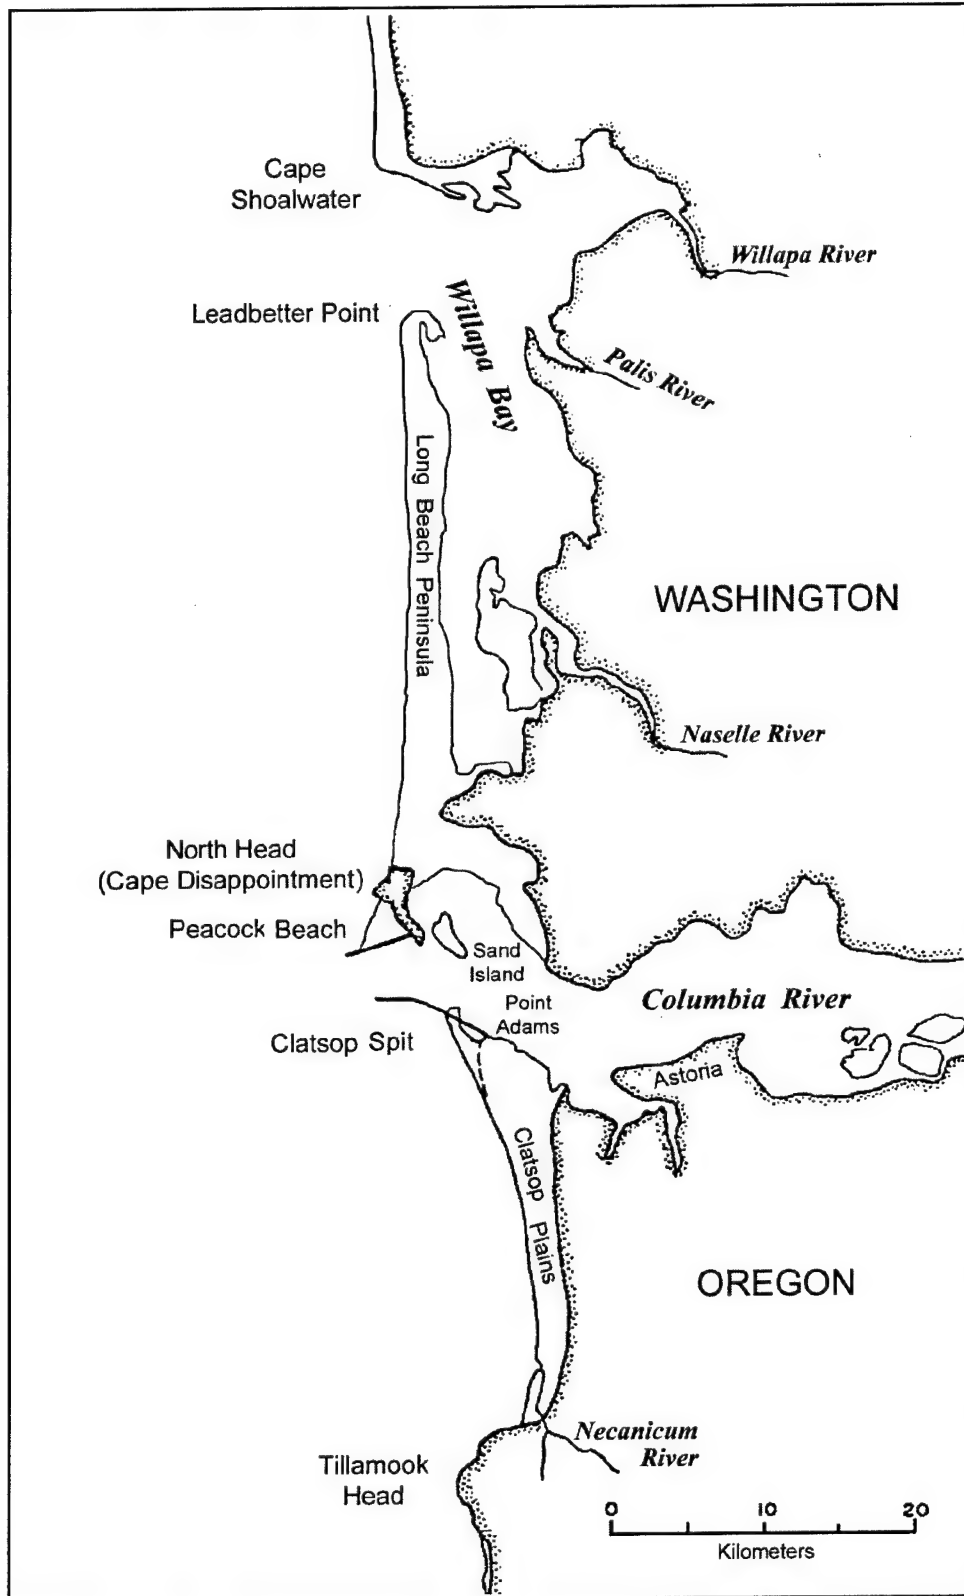 Cape
Shoalwater
Willapa River
Leadbetter Point
Willapa Bay
Palis River
Long Beach Peninsula
WASHINGTON
Naselle River
North Head
(Cape Disappointment)
Peacock Beach
Sand
Island
Columbia River
Point
Adams
Clatsop Spit
Astoria
Clatsop Plains
OREGON
Necanicum
River
Tillamook
Head
0 10 20
Kilometers